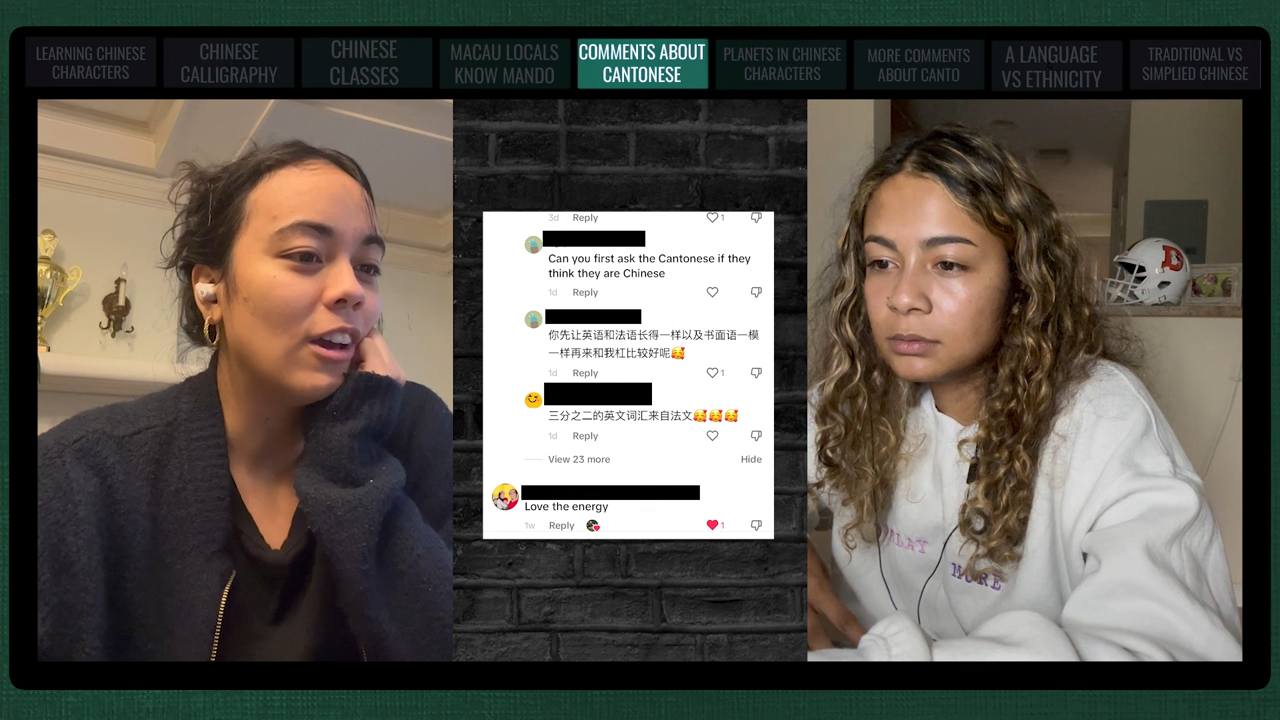 LEARNING CHINESE
CHARACTERS
CHINESE
CALLIGRAPHY
CHINESE
CLASSES
MACAU LOCALS
KNOW MANDO
COMMENTS ABOUT
CANTONESE
PLANETS IN CHINESE
CHARACTERS
MORE COMMENTS
ABOUT CANTO
A LANGUAGE
VS ETHNICITY
TRADITIONAL VS
SIMPLIED CHINESE
3d Reply 1
Can you first ask the Cantonese if they
think they are Chinese
1d Reply
你先让英语和法语长得一样以及书面语一模
一样再来和我杠比较好呢🥰
1d Reply 1
三分之二的英文词汇来自法文🥰🥰🥰
1d Reply
View 23 more Hide
Love the energy
1w Reply 1
MORE